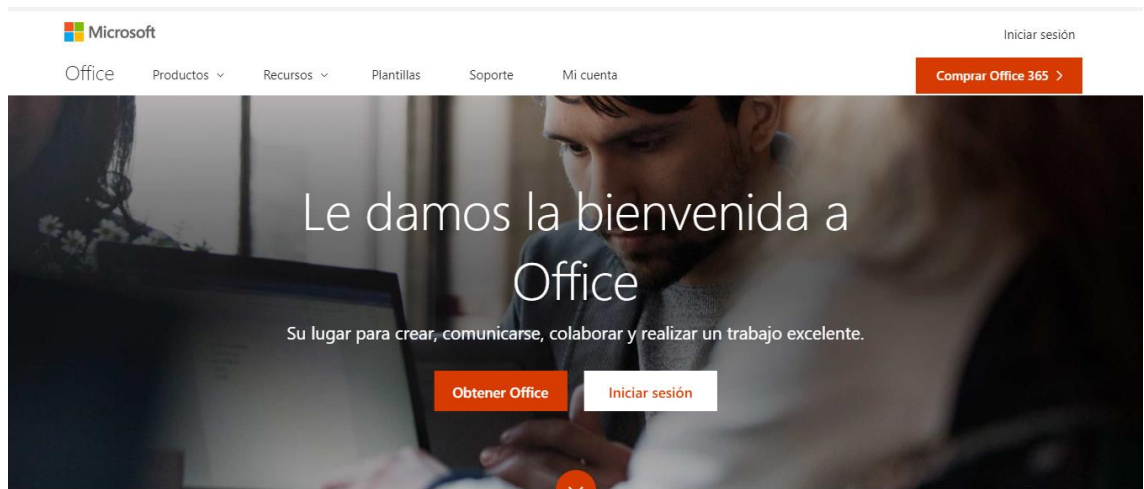 Microsoft
Iniciar sesión
Office
Productos
Recursos
Plantillas
Soporte
Mi cuenta
Comprar Office 365
Le damos la bienvenida a
Office
Su lugar para crear, comunicarse, colaborar y realizar un trabajo excelente.
Obtener Office
Iniciar sesión